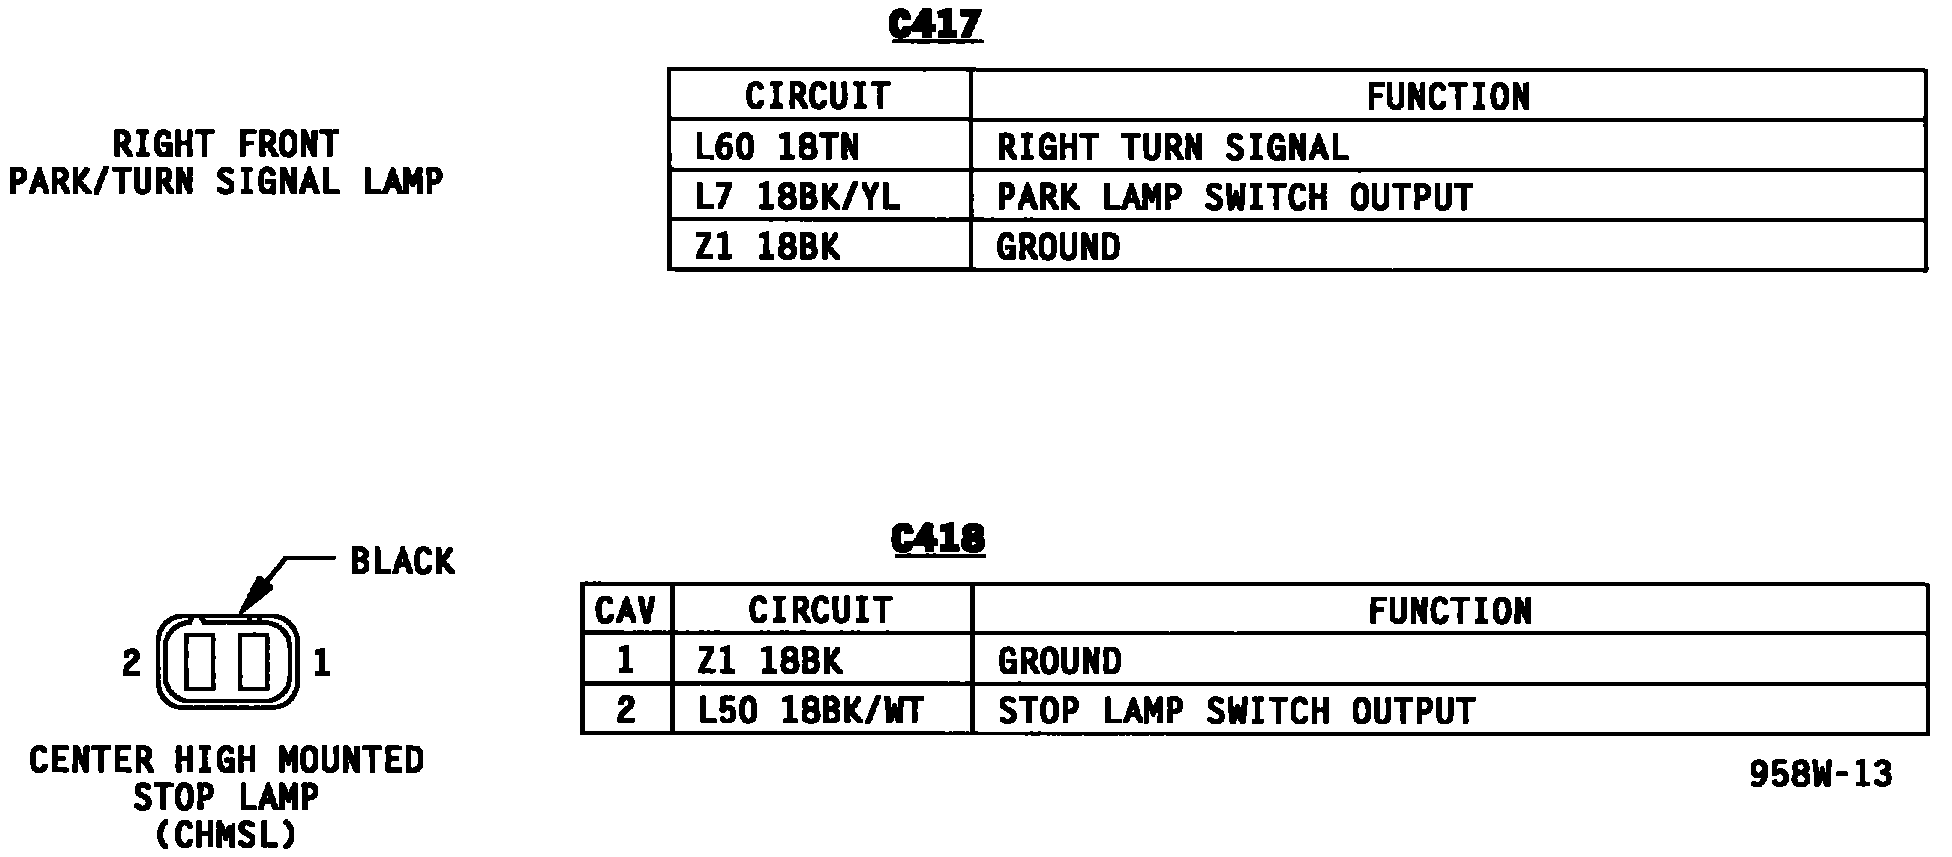 C417
RIGHT FRONT
PARK/TURN SIGNAL LAMP
CIRCUIT FUNCTION
L60 18TN RIGHT TURN SIGNAL
L7 18BK/YL PARK LAMP SWITCH OUTPUT
Z1 18BK GROUND
C418
BLACK
2 1
CENTER HIGH MOUNTED
STOP LAMP
(CHMSL)
CAV CIRCUIT FUNCTION
1 Z1 18BK GROUND
2 L50 18BK/WT STOP LAMP SWITCH OUTPUT
958W-13